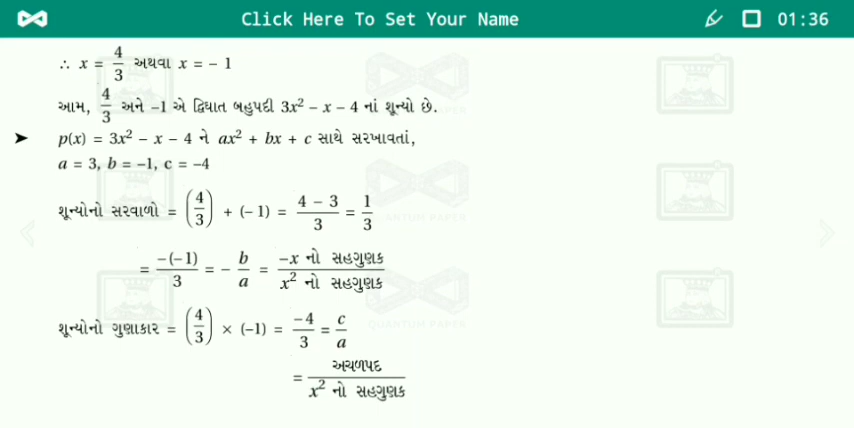 Click Here To Set Your Name
01:36
∴ x = 4/3 અથવા x = – 1
આમ, 4/3 અને –1 એ દ્વિઘાત બહુપદી 3x² – x – 4 નાં શૂન્યો છે.
➤ p(x) = 3x² – x – 4 ને ax² + bx + c સાથે સરખાવતાં,
a = 3, b = –1, c = –4
શૂન્યોનો સરવાળો = (4/3) + (– 1) = (4 – 3)/3 = 1/3
= –(–1)/3 = – b/a = –x નો સહગુણક / x² નો સહગુણક
શૂન્યોનો ગુણાકાર = (4/3) × (–1) = –4/3 = c/a
= અચળપદ / x² નો સહગુણક
QUANTUM PAPER